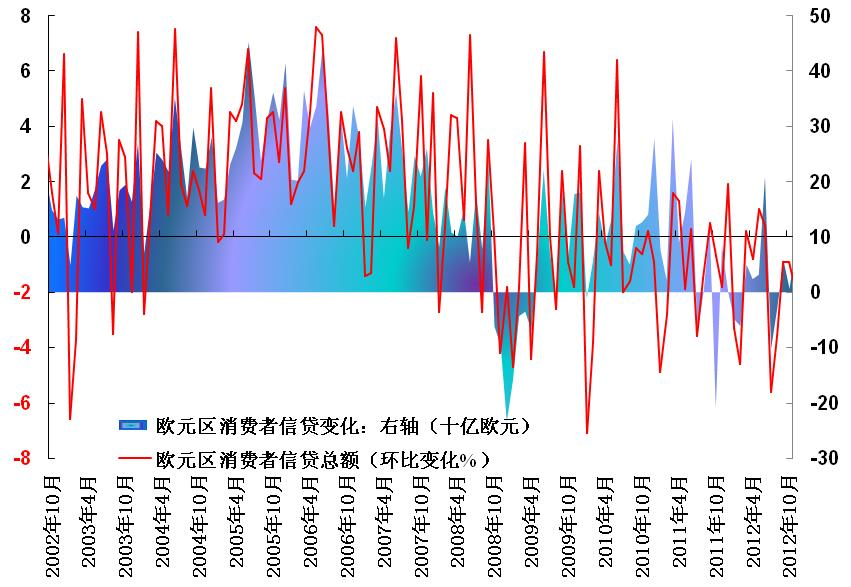 8
6
4
2
0
-2
-4
-6
-8
50
40
30
20
10
0
-10
-20
-30
欧元区消费者信贷变化：右轴（十亿欧元）
欧元区消费者信贷总额（环比变化%）
2002年10月
2003年4月
2003年10月
2004年4月
2004年10月
2005年4月
2005年10月
2006年4月
2006年10月
2007年4月
2007年10月
2008年4月
2008年10月
2009年4月
2009年10月
2010年4月
2010年10月
2011年4月
2011年10月
2012年4月
2012年10月